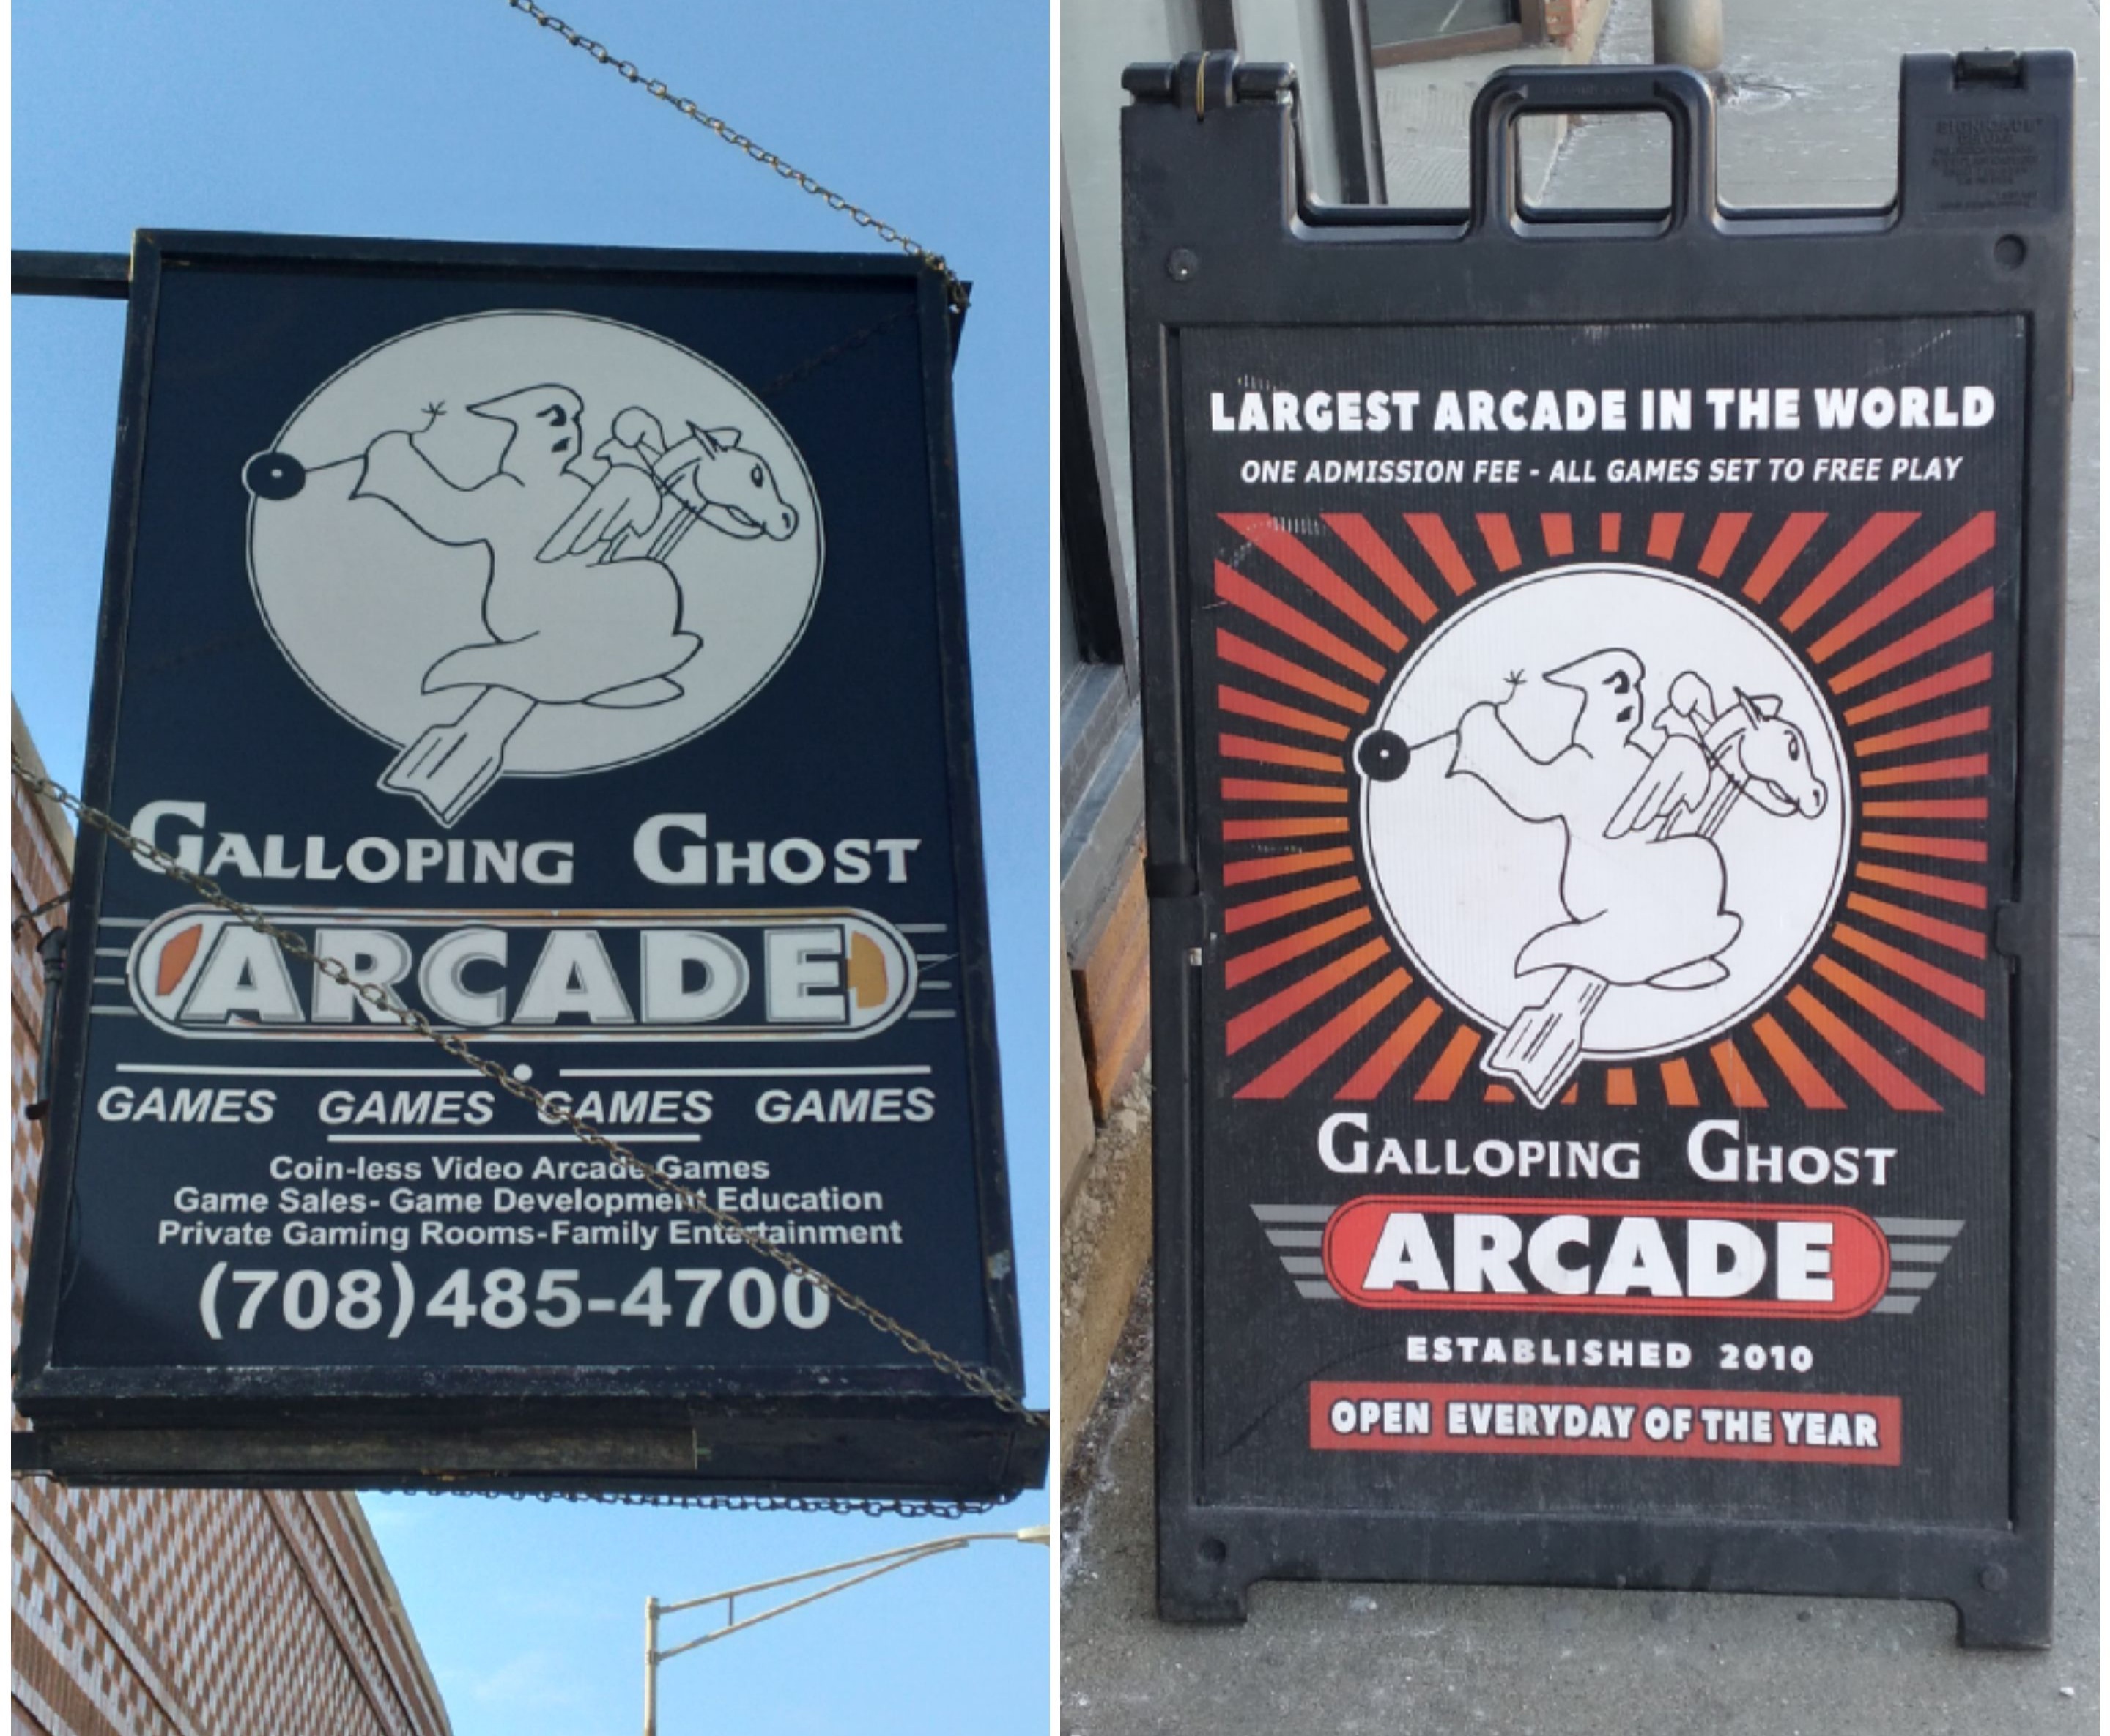 GALLOPING GHOST
ARCADE
GAMES GAMES GAMES GAMES
Coin-less Video Arcade Games
Game Sales- Game Development Education
Private Gaming Rooms-Family Entertainment
(708) 485-4700
LARGEST ARCADE IN THE WORLD
ONE ADMISSION FEE - ALL GAMES SET TO FREE PLAY
GALLOPING GHOST
ARCADE
ESTABLISHED 2010
OPEN EVERYDAY OF THE YEAR